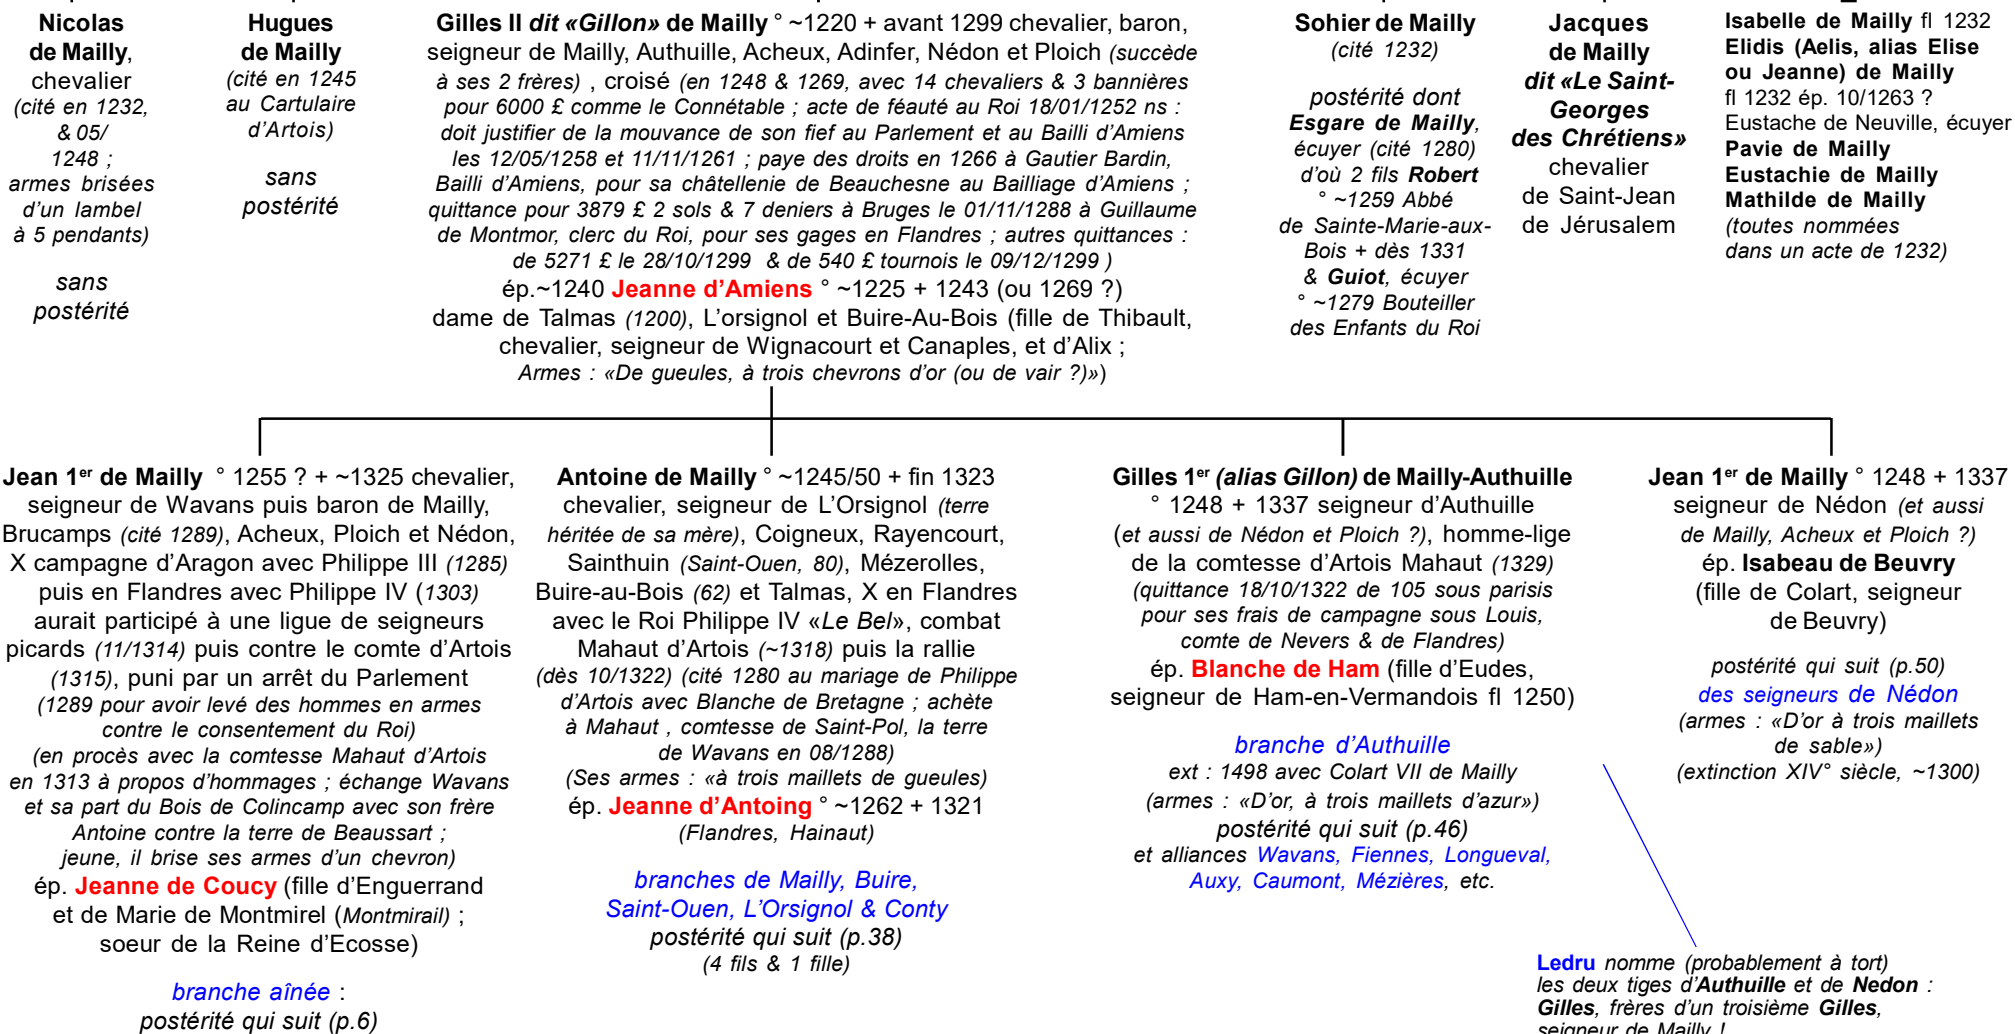 Nicolas
de Mailly,
chevalier
(cité en 1232,
& 05/
1248 ;
armes brisées
d'un lambel
à 5 pendants)
sans
postérité
Hugues
de Mailly
(cité en 1245
au Cartulaire
d'Artois)
sans
postérité
Gilles II dit «Gillon» de Mailly ° ~1220 + avant 1299 chevalier, baron,
seigneur de Mailly, Authuille, Acheux, Adinfer, Nédon et Ploich (succède
à ses 2 frères) , croisé (en 1248 & 1269, avec 14 chevaliers & 3 bannières
pour 6000 £ comme le Connétable ; acte de féauté au Roi 18/01/1252 ns :
doit justifier de la mouvance de son fief au Parlement et au Bailli d'Amiens
les 12/05/1258 et 11/11/1261 ; paye des droits en 1266 à Gautier Bardin,
Bailli d'Amiens, pour sa châtellenie de Beauchesne au Bailliage d'Amiens ;
quittance pour 3879 £ 2 sols & 7 deniers à Bruges le 01/11/1288 à Guillaume
de Montmor, clerc du Roi, pour ses gages en Flandres ; autres quittances :
de 5271 £ le 28/10/1299 & de 540 £ tournois le 09/12/1299 )
ép.~1240 Jeanne d'Amiens ° ~1225 + 1243 (ou 1269 ?)
dame de Talmas (1200), L'orsignol et Buire-Au-Bois (fille de Thibault,
chevalier, seigneur de Wignacourt et Canaples, et d'Alix ;
Armes : «De gueules, à trois chevrons d'or (ou de vair ?)»)
Sohier de Mailly
(cité 1232)
postérité dont
Esgare de Mailly,
écuyer (cité 1280)
d'où 2 fils Robert
° ~1259 Abbé
de Sainte-Marie-aux-
Bois + dès 1331
& Guiot, écuyer
° ~1279 Bouteiller
des Enfants du Roi
Jacques
de Mailly
dit «Le Saint-
Georges
des Chrétiens»
chevalier
de Saint-Jean
de Jérusalem
Isabelle de Mailly fl 1232
Elidis (Aelis, alias Elise
ou Jeanne) de Mailly
fl 1232 ép. 10/1263 ?
Eustache de Neuville, écuyer
Pavie de Mailly
Eustachie de Mailly
Mathilde de Mailly
(toutes nommées
dans un acte de 1232)
Jean 1er de Mailly ° 1255 ? + ~1325 chevalier,
seigneur de Wavans puis baron de Mailly,
Brucamps (cité 1289), Acheux, Ploich et Nédon,
X campagne d'Aragon avec Philippe III (1285)
puis en Flandres avec Philippe IV (1303)
aurait participé à une ligue de seigneurs
picards (11/1314) puis contre le comte d'Artois
(1315), puni par un arrêt du Parlement
(1289 pour avoir levé des hommes en armes
contre le consentement du Roi)
(en procès avec la comtesse Mahaut d'Artois
en 1313 à propos d'hommages ; échange Wavans
et sa part du Bois de Colincamp avec son frère
Antoine contre la terre de Beaussart ;
jeune, il brise ses armes d'un chevron)
ép. Jeanne de Coucy (fille d'Enguerrand
et de Marie de Montmirel (Montmirail) ;
soeur de la Reine d'Ecosse)
branche aînée :
postérité qui suit (p.6)
Antoine de Mailly ° ~1245/50 + fin 1323
chevalier, seigneur de L'Orsignol (terre
héritée de sa mère), Coigneux, Rayencourt,
Sainthuin (Saint-Ouen, 80), Mézerolles,
Buire-au-Bois (62) et Talmas, X en Flandres
avec le Roi Philippe IV «Le Bel», combat
Mahaut d'Artois (~1318) puis la rallie
(dès 10/1322) (cité 1280 au mariage de Philippe
d'Artois avec Blanche de Bretagne ; achète
à Mahaut , comtesse de Saint-Pol, la terre
de Wavans en 08/1288)
(Ses armes : «à trois maillets de gueules)
ép. Jeanne d'Antoing ° ~1262 + 1321
(Flandres, Hainaut)
branches de Mailly, Buire,
Saint-Ouen, L'Orsignol & Conty
postérité qui suit (p.38)
(4 fils & 1 fille)
Gilles 1er (alias Gillon) de Mailly-Authuille
° 1248 + 1337 seigneur d'Authuille
(et aussi de Nédon et Ploich ?), homme-lige
de la comtesse d'Artois Mahaut (1329)
(quittance 18/10/1322 de 105 sous parisis
pour ses frais de campagne sous Louis,
comte de Nevers & de Flandres)
ép. Blanche de Ham (fille d'Eudes,
seigneur de Ham-en-Vermandois fl 1250)
branche d'Authuille
ext : 1498 avec Colart VII de Mailly
(armes : «D'or, à trois maillets d'azur»)
postérité qui suit (p.46)
et alliances Wavans, Fiennes, Longueval,
Auxy, Caumont, Mézières, etc.
Jean 1er de Mailly ° 1248 + 1337
seigneur de Nédon (et aussi
de Mailly, Acheux et Ploich ?)
ép. Isabeau de Beuvry
(fille de Colart, seigneur
de Beuvry)
postérité qui suit (p.50)
des seigneurs de Nédon
(armes : «D'or à trois maillets
de sable»)
(extinction XIV° siècle, ~1300)
Ledru nomme (probablement à tort)
les deux tiges d'Authuille et de Nedon :
Gilles, frères d'un troisième Gilles,
seigneur de Mailly !